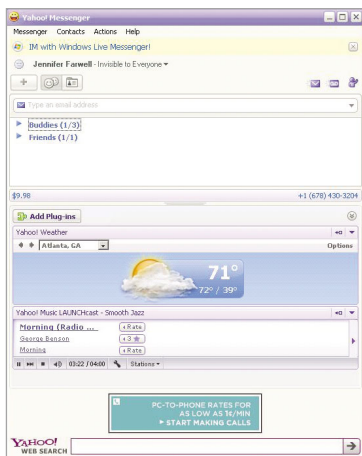 Yahoo! Messenger
Messenger Contacts Actions Help
IM with Windows Live Messenger!
Jennifer Farwell - Invisible to Everyone
Type an email address
Buddies (1/3)
Friends (1/1)
$9.98 +1 (678) 430-3204
Add Plug-ins
Yahoo! Weather
Atlanta, GA Options
71°
72° / 39°
Yahoo! Music LAUNCHcast - Smooth Jazz
Morning (Radio ... Rate
George Benson 3
Morning Rate
03:22 / 04:00 Stations
PC-TO-PHONE RATES FOR
AS LOW AS 1¢/MIN
START MAKING CALLS
YAHOO!
WEB SEARCH